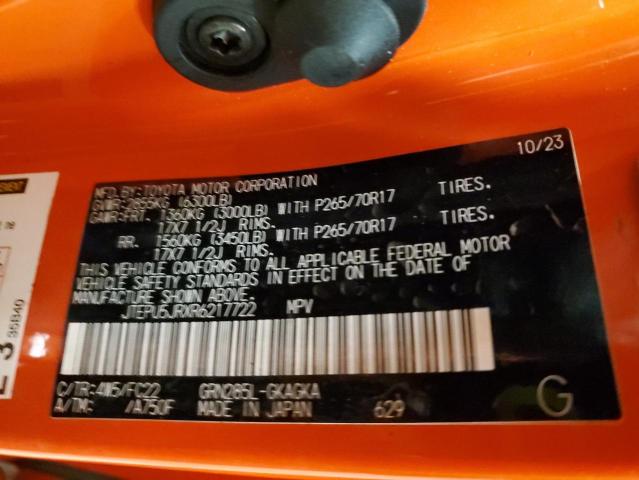 10/23
MFD.BY:TOYOTA MOTOR CORPORATION
GVWR:2855KG (6300LB)
GAWR:FRT. 1360KG (3000LB) WITH P265/70R17 TIRES.
17X7 1/2J RIMS.
RR. 1560KG (3450LB) WITH P265/70R17 TIRES.
17X7 1/2J RIMS.
THIS VEHICLE CONFORMS TO ALL APPLICABLE FEDERAL MOTOR
VEHICLE SAFETY STANDARDS IN EFFECT ON THE DATE OF
MANUFACTURE SHOWN ABOVE.
JTEPU5JRXR6217722 MPV
C/TR:4W5/FC22 GRN285L-GKAGKA
A/TM: /A750F MADE IN JAPAN 629 G
35B40